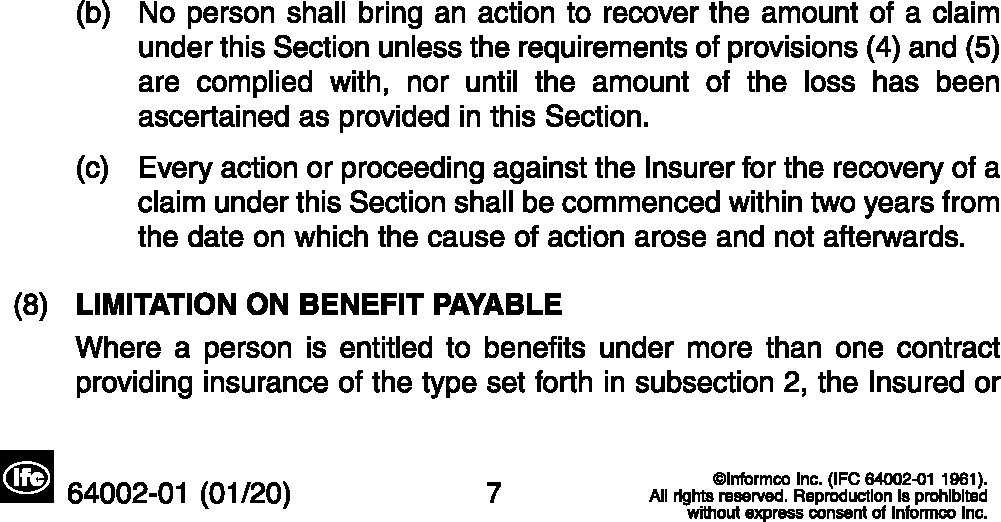 (b) No person shall bring an action to recover the amount of a claim
under this Section unless the requirements of provisions (4) and (5)
are complied with, nor until the amount of the loss has been
ascertained as provided in this Section.
(c) Every action or proceeding against the Insurer for the recovery of a
claim under this Section shall be commenced within two years from
the date on which the cause of action arose and not afterwards.
(8) LIMITATION ON BENEFIT PAYABLE
Where a person is entitled to benefits under more than one contract
providing insurance of the type set forth in subsection 2, the Insured or
ifc 64002-01 (01/20) 7
©Informco Inc. (IFC 64002-01 1961).
All rights reserved. Reproduction is prohibited
without express consent of Informco Inc.